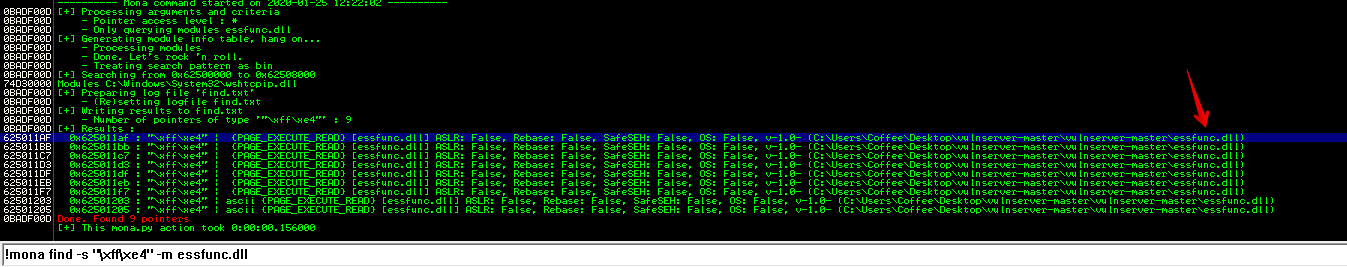 ---------- Mona command started on 2020-01-25 12:22:02 ----------
0BADF00D [+] Processing arguments and criteria
0BADF00D - Pointer access level : *
0BADF00D - Only querying modules essfunc.dll
0BADF00D [+] Generating module info table, hang on...
0BADF00D - Processing modules
0BADF00D - Done. Let's rock 'n roll.
0BADF00D - Treating search pattern as bin
0BADF00D [+] Searching from 0x62500000 to 0x62508000
74D30000 Modules C:\Windows\System32\wshtcpip.dll
0BADF00D [+] Preparing log file 'find.txt'
0BADF00D - (Re)setting logfile find.txt
0BADF00D [+] Writing results to find.txt
0BADF00D - Number of pointers of type '"\xff\xe4"' : 9
0BADF00D [+] Results :
625011AF 0x625011af : "\xff\xe4" | {PAGE_EXECUTE_READ} [essfunc.dll] ASLR: False, Rebase: False, SafeSEH: False, OS: False, v-1.0- (C:\Users\Coffee\Desktop\vulnserver-master\vulnserver-master\essfunc.dll)
625011BB 0x625011bb : "\xff\xe4" | {PAGE_EXECUTE_READ} [essfunc.dll] ASLR: False, Rebase: False, SafeSEH: False, OS: False, v-1.0- (C:\Users\Coffee\Desktop\vulnserver-master\vulnserver-master\essfunc.dll)
625011C7 0x625011c7 : "\xff\xe4" | {PAGE_EXECUTE_READ} [essfunc.dll] ASLR: False, Rebase: False, SafeSEH: False, OS: False, v-1.0- (C:\Users\Coffee\Desktop\vulnserver-master\vulnserver-master\essfunc.dll)
625011D3 0x625011d3 : "\xff\xe4" | {PAGE_EXECUTE_READ} [essfunc.dll] ASLR: False, Rebase: False, SafeSEH: False, OS: False, v-1.0- (C:\Users\Coffee\Desktop\vulnserver-master\vulnserver-master\essfunc.dll)
625011DF 0x625011df : "\xff\xe4" | {PAGE_EXECUTE_READ} [essfunc.dll] ASLR: False, Rebase: False, SafeSEH: False, OS: False, v-1.0- (C:\Users\Coffee\Desktop\vulnserver-master\vulnserver-master\essfunc.dll)
625011EB 0x625011eb : "\xff\xe4" | {PAGE_EXECUTE_READ} [essfunc.dll] ASLR: False, Rebase: False, SafeSEH: False, OS: False, v-1.0- (C:\Users\Coffee\Desktop\vulnserver-master\vulnserver-master\essfunc.dll)
625011F7 0x625011f7 : "\xff\xe4" | {PAGE_EXECUTE_READ} [essfunc.dll] ASLR: False, Rebase: False, SafeSEH: False, OS: False, v-1.0- (C:\Users\Coffee\Desktop\vulnserver-master\vulnserver-master\essfunc.dll)
62501203 0x62501203 : "\xff\xe4" | ascii {PAGE_EXECUTE_READ} [essfunc.dll] ASLR: False, Rebase: False, SafeSEH: False, OS: False, v-1.0- (C:\Users\Coffee\Desktop\vulnserver-master\vulnserver-master\essfunc.dll)
62501205 0x62501205 : "\xff\xe4" | ascii {PAGE_EXECUTE_READ} [essfunc.dll] ASLR: False, Rebase: False, SafeSEH: False, OS: False, v-1.0- (C:\Users\Coffee\Desktop\vulnserver-master\vulnserver-master\essfunc.dll)
0BADF00D Done. Found 9 pointers
[+] This mona.py action took 0:00:00.156000
!mona find -s "\xff\xe4" -m essfunc.dll